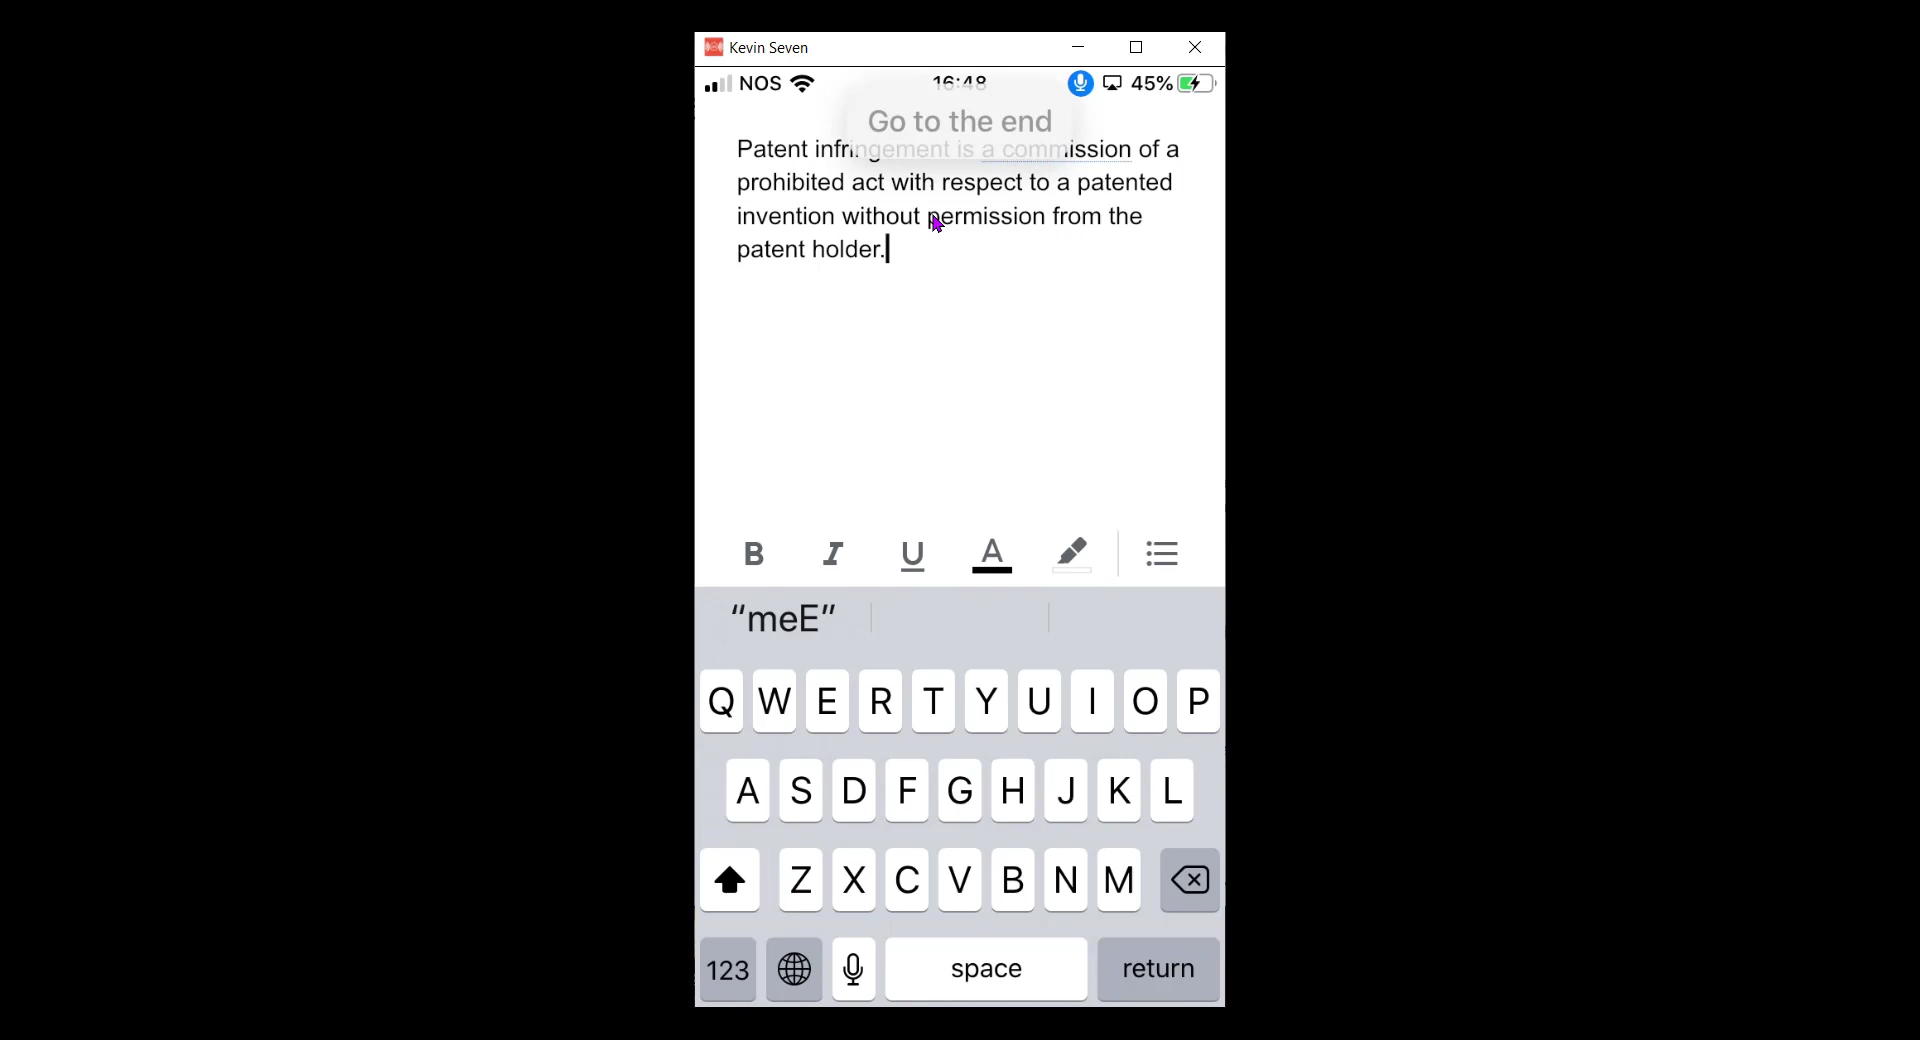 Kevin Seven
NOS 16:48 45%
Go to the end
Patent infringement is a commission of a
prohibited act with respect to a patented
invention without permission from the
patent holder.
B I U A
“meE”
Q W E R T Y U I O P
A S D F G H J K L
Z X C V B N M
123 space return